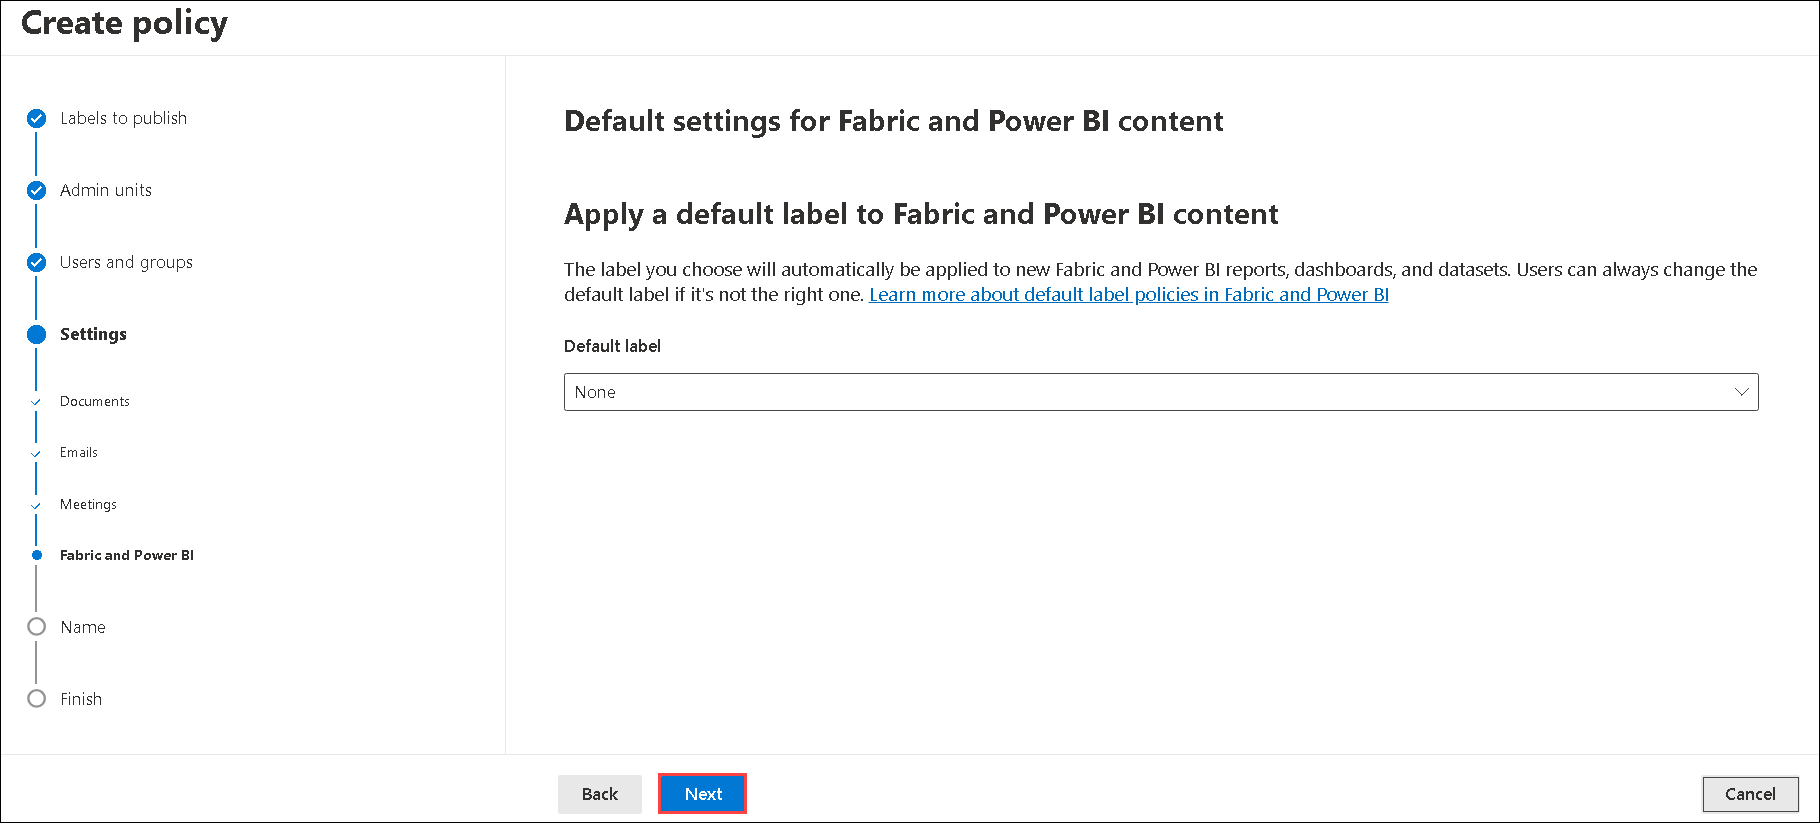 Create policy
Labels to publish
Admin units
Users and groups
Settings
Documents
Emails
Meetings
Fabric and Power BI
Name
Finish
Default settings for Fabric and Power BI content
Apply a default label to Fabric and Power BI content
The label you choose will automatically be applied to new Fabric and Power BI reports, dashboards, and datasets. Users can always change the
default label if it's not the right one. Learn more about default label policies in Fabric and Power BI
Default label
None
Back
Next
Cancel